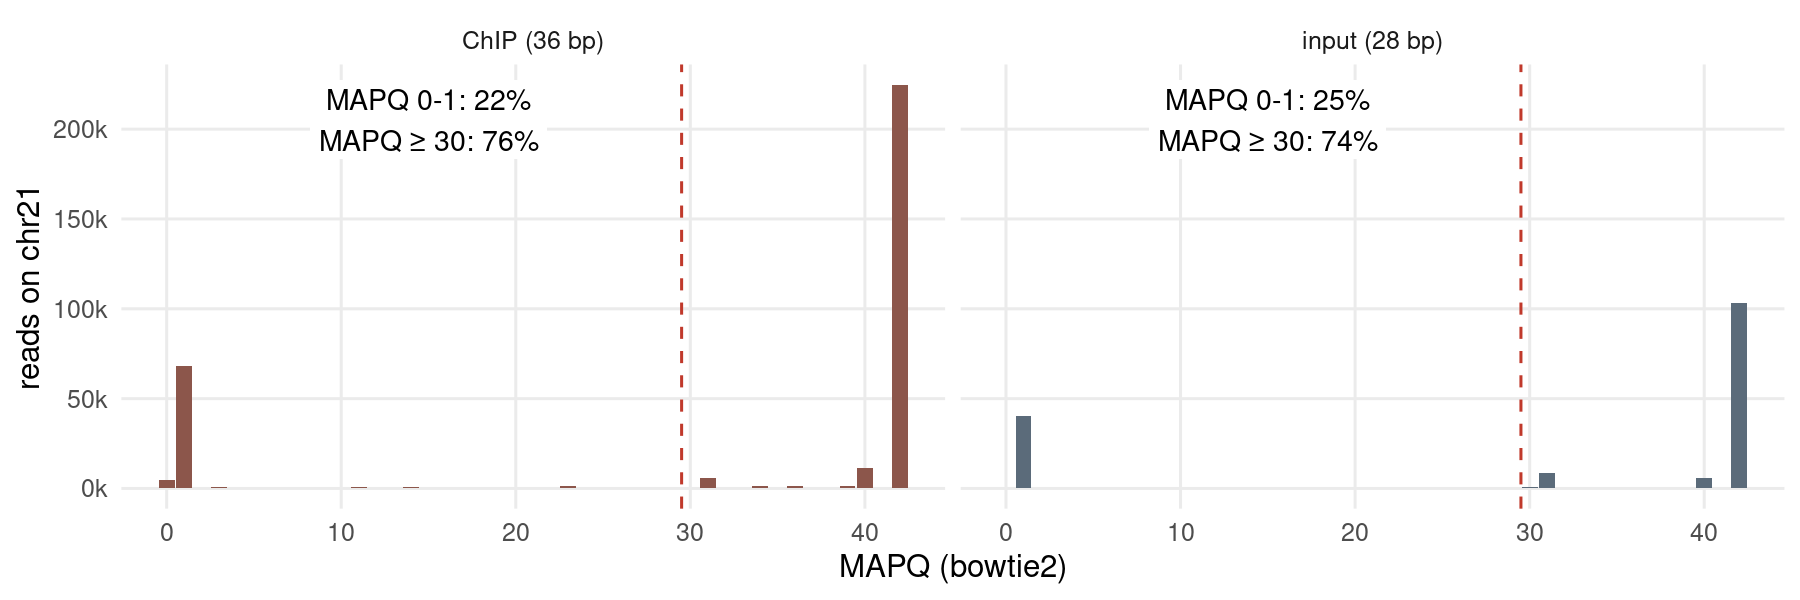 ChIP (36 bp)
input (28 bp)
MAPQ 0-1: 22%
MAPQ ≥ 30: 76%
MAPQ 0-1: 25%
MAPQ ≥ 30: 74%
reads on chr21
200k
150k
100k
50k
0k
0 10 20 30 40
0 10 20 30 40
MAPQ (bowtie2)